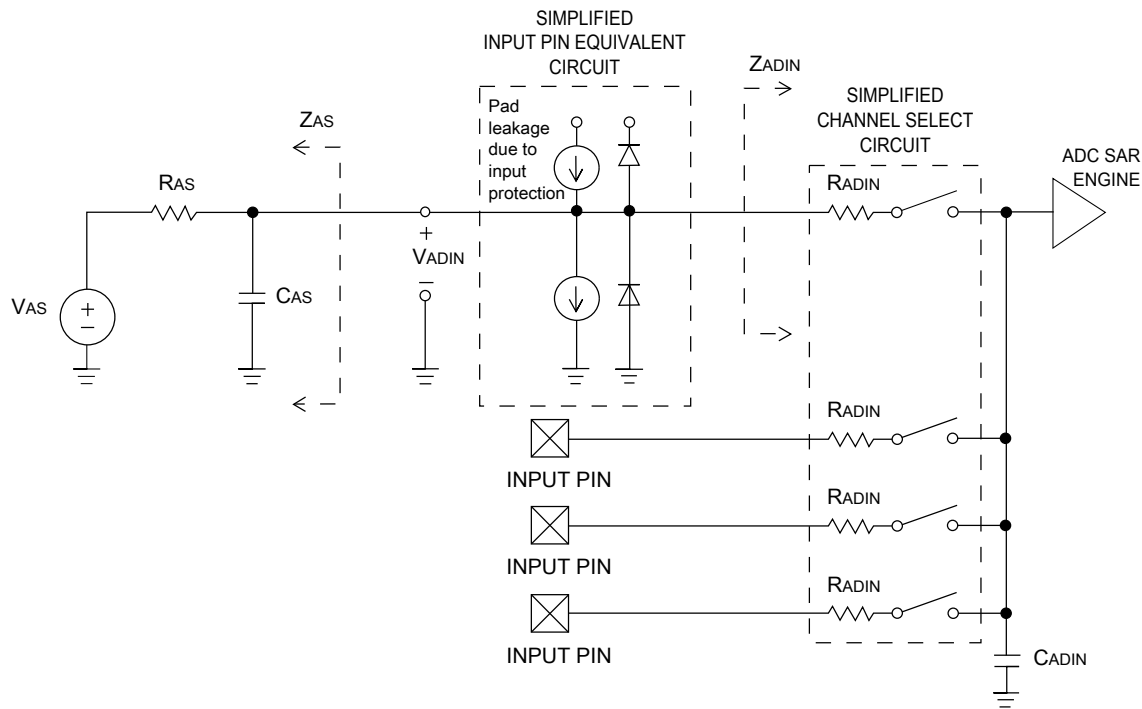 SIMPLIFIED
INPUT PIN EQUIVALENT
CIRCUIT
Pad
leakage
due to
input
protection
ZADIN
SIMPLIFIED
CHANNEL SELECT
CIRCUIT
ADC SAR
ENGINE
ZAS
RAS
RADIN
+
VADIN
−
CAS
VAS
+
−
RADIN
INPUT PIN
RADIN
INPUT PIN
RADIN
INPUT PIN
CADIN